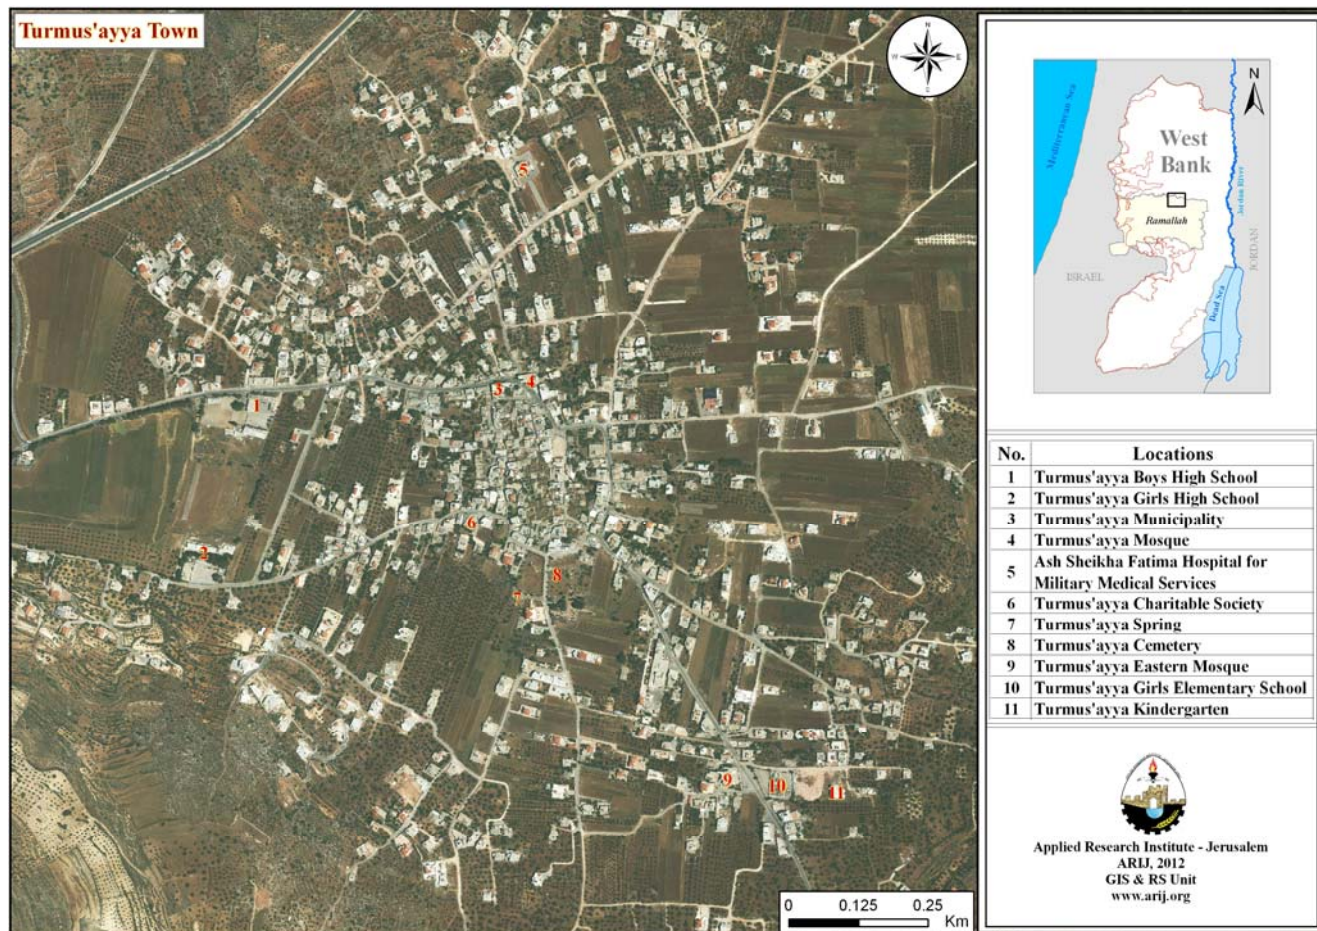 Turmus'ayya Town
N
W
E
S
5
1
3
4
6
2
8
7
9
10
11
0
0.125
0.25
Km
N
Mediterranean Sea
West
Bank
Jordan River
Ramallah
JORDAN
ISRAEL
Dead Sea
No. Locations
1 Turmus'ayya Boys High School
2 Turmus'ayya Girls High School
3 Turmus'ayya Municipality
4 Turmus'ayya Mosque
5 Ash Sheikha Fatima Hospital for
Military Medical Services
6 Turmus'ayya Charitable Society
7 Turmus'ayya Spring
8 Turmus'ayya Cemetery
9 Turmus'ayya Eastern Mosque
10 Turmus'ayya Girls Elementary School
11 Turmus'ayya Kindergarten
Applied Research Institute - Jerusalem
ARIJ, 2012
GIS & RS Unit
www.arij.org